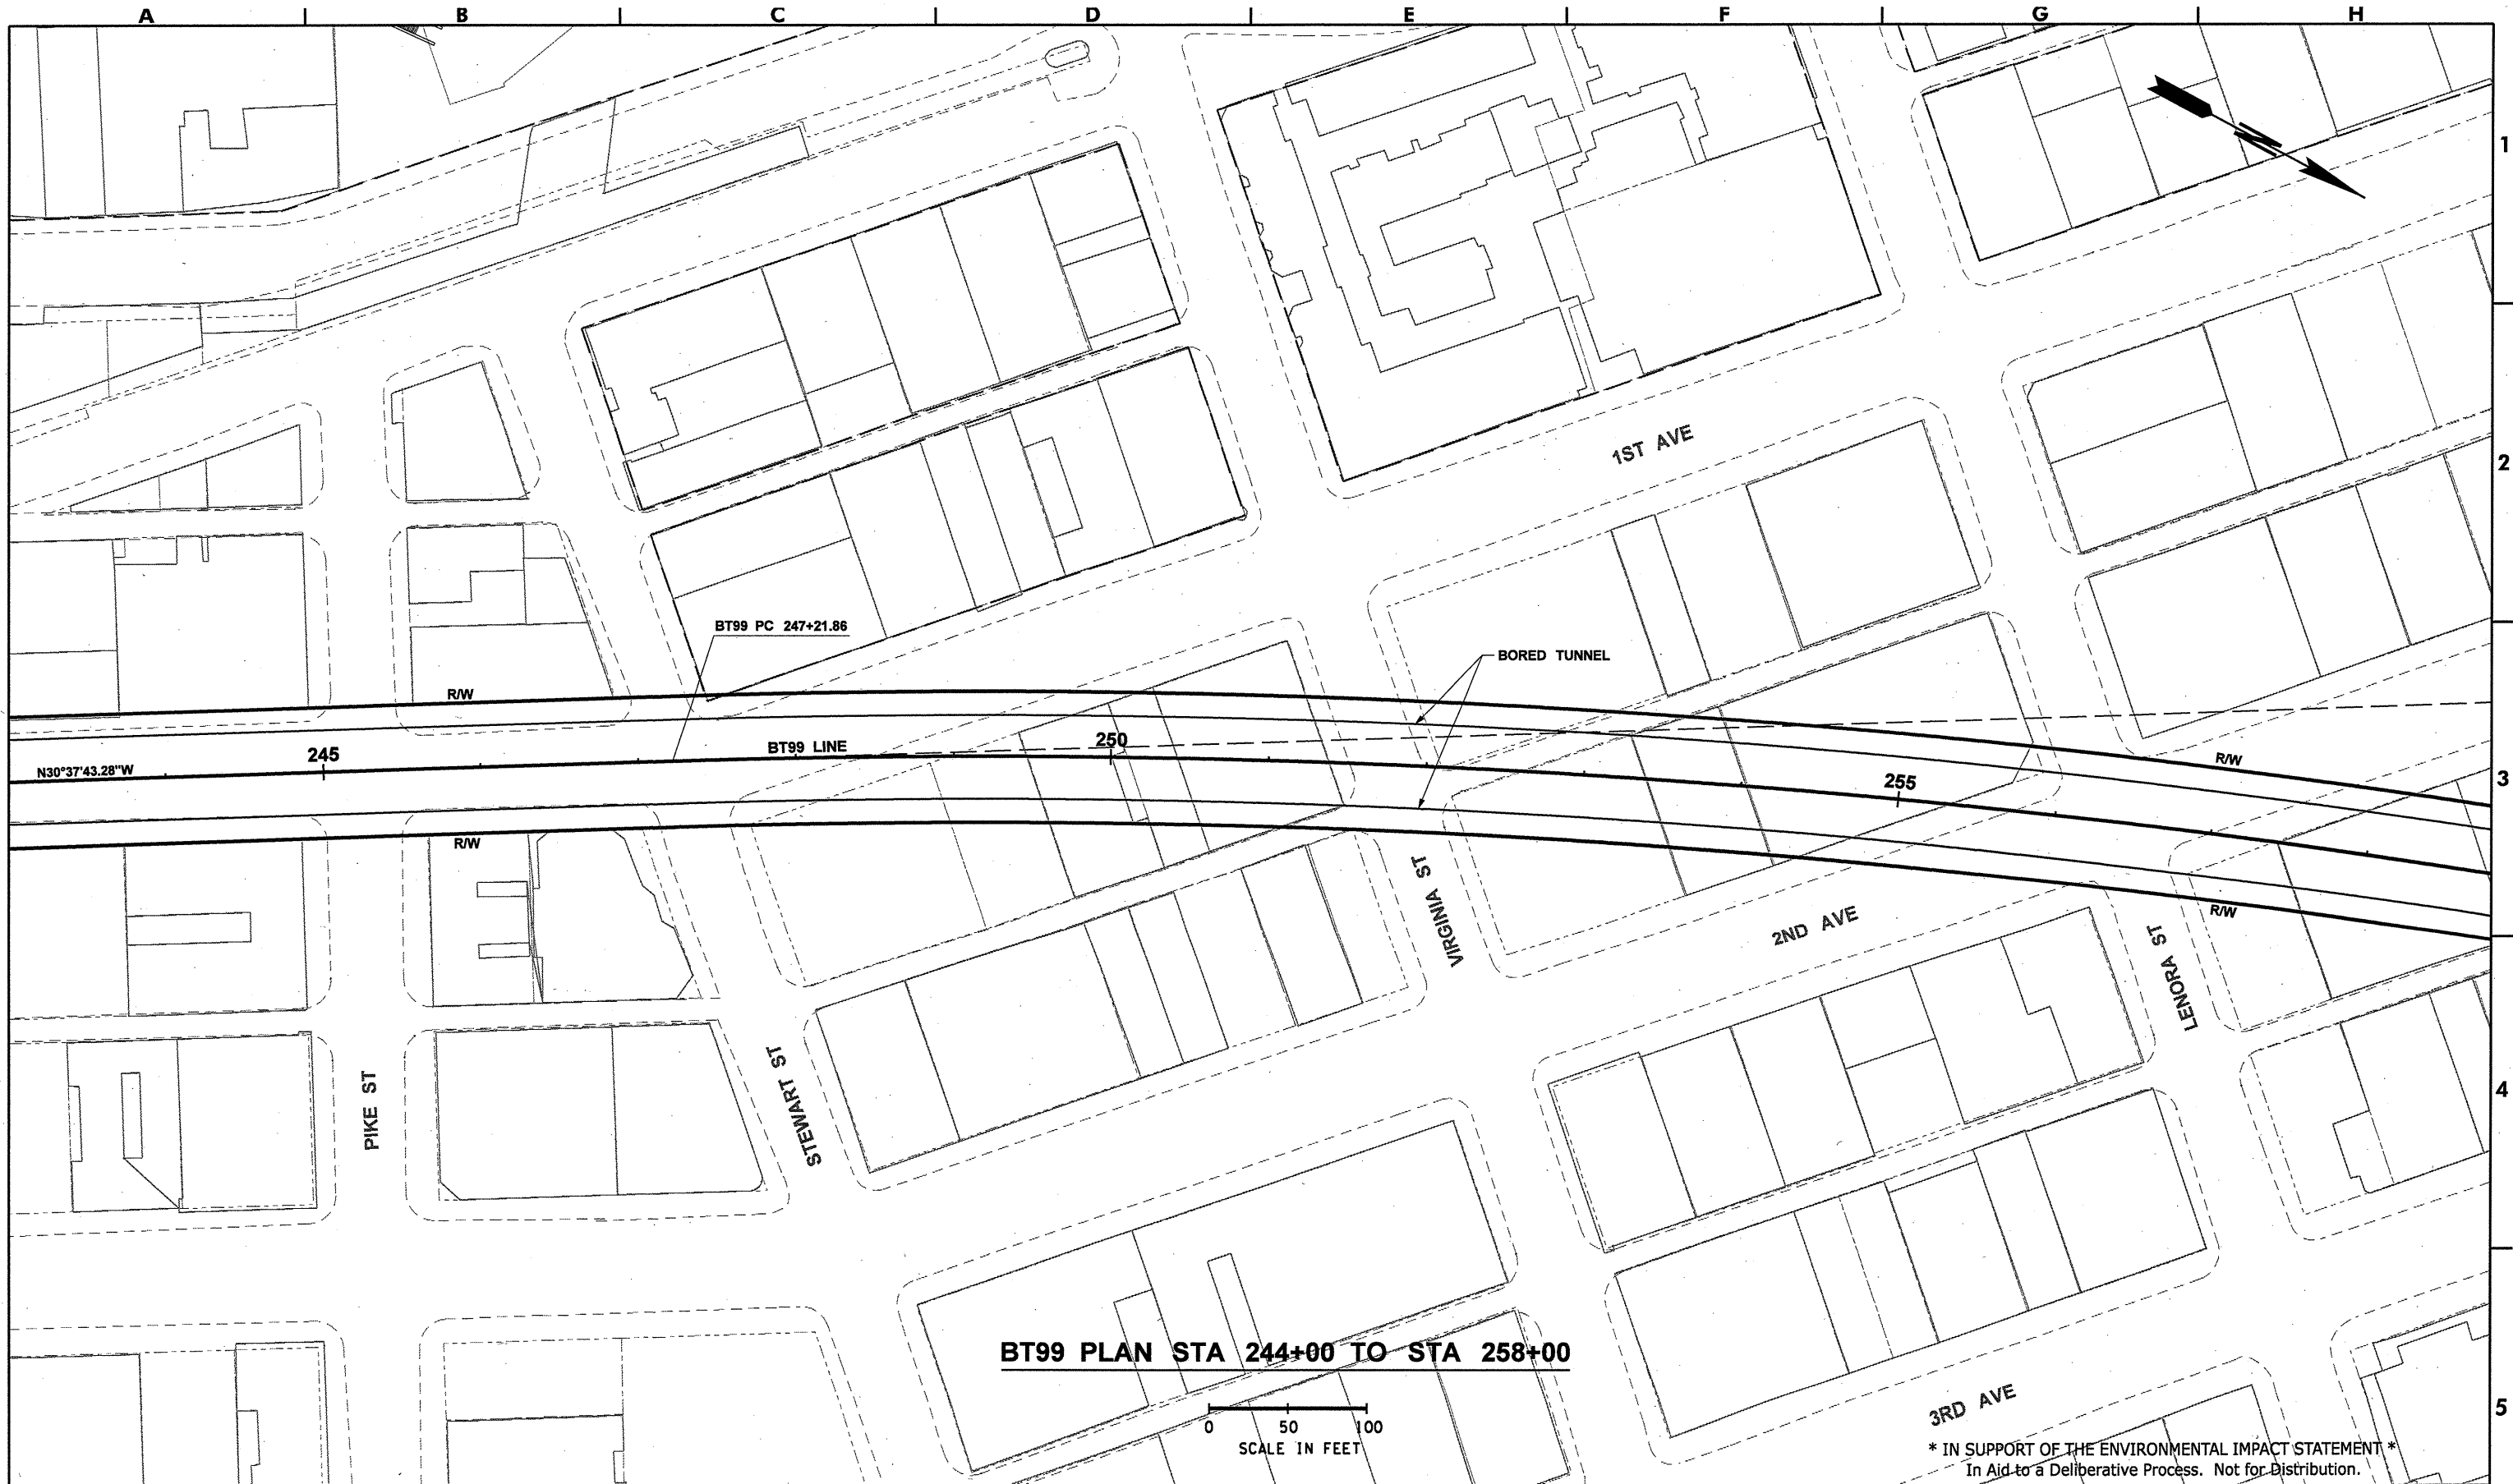 A B C D E F G H
1
1ST AVE
2
BT99 PC 247+21.86
BORED TUNNEL
R/W
250
BT99 LINE
245
N30°37'43.28"W
R/W
255
3
R/W
R/W
VIRGINIA ST
2ND AVE
LENORA ST
STEWART ST
PIKE ST
4
BT99 PLAN STA 244+00 TO STA 258+00
3RD AVE
5
0 50 100
SCALE IN FEET
* IN SUPPORT OF THE ENVIRONMENTAL IMPACT STATEMENT *
In Aid to a Deliberative Process. Not for Distribution.